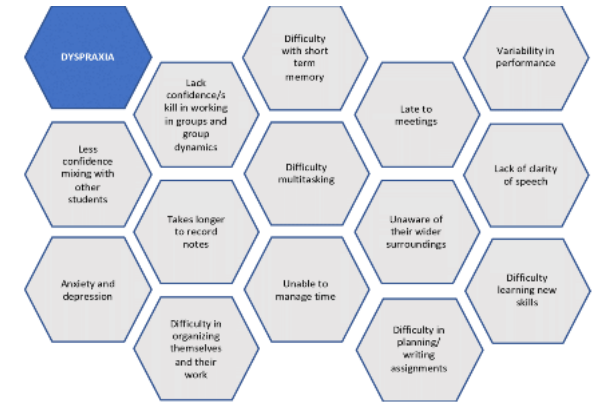 DYSPRAXIA
Less
confidence
mixing with
other
students
Anxiety and
depression
Lack
confidence/s
kill in working
in groups and
group
dynamics
Takes longer
to record
notes
Difficulty in
organizing
themselves
and their
work
Difficulty
with short
term
memory
Difficulty
multitasking
Unable to
manage time
Late to
meetings
Unaware of
their wider
surroundings
Difficulty in
planning/
writing
assignments
Variability in
performance
Lack of clarity
of speech
Difficulty
learning new
skills